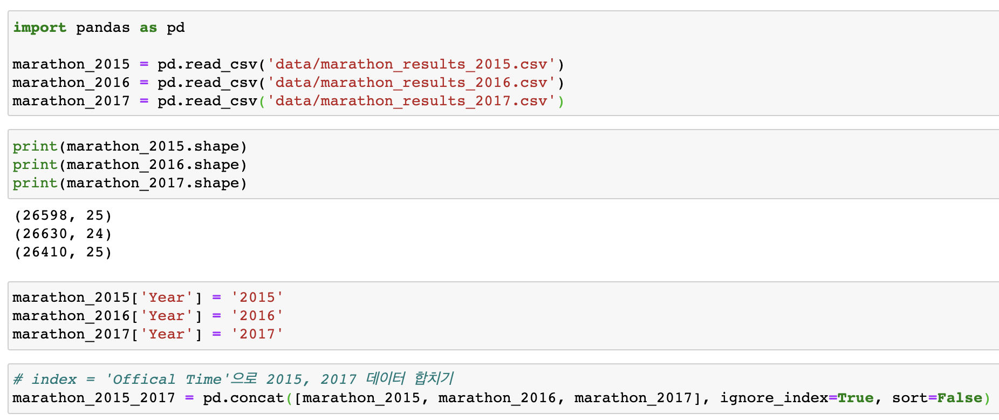 import pandas as pd
marathon_2015 = pd.read_csv('data/marathon_results_2015.csv')
marathon_2016 = pd.read_csv('data/marathon_results_2016.csv')
marathon_2017 = pd.read_csv('data/marathon_results_2017.csv')
print(marathon_2015.shape)
print(marathon_2016.shape)
print(marathon_2017.shape)
(26598, 25)
(26630, 24)
(26410, 25)
marathon_2015['Year'] = '2015'
marathon_2016['Year'] = '2016'
marathon_2017['Year'] = '2017'
# index = 'Offical Time'으로 2015, 2017 데이터 합치기
marathon_2015_2017 = pd.concat([marathon_2015, marathon_2016, marathon_2017], ignore_index=True, sort=False)